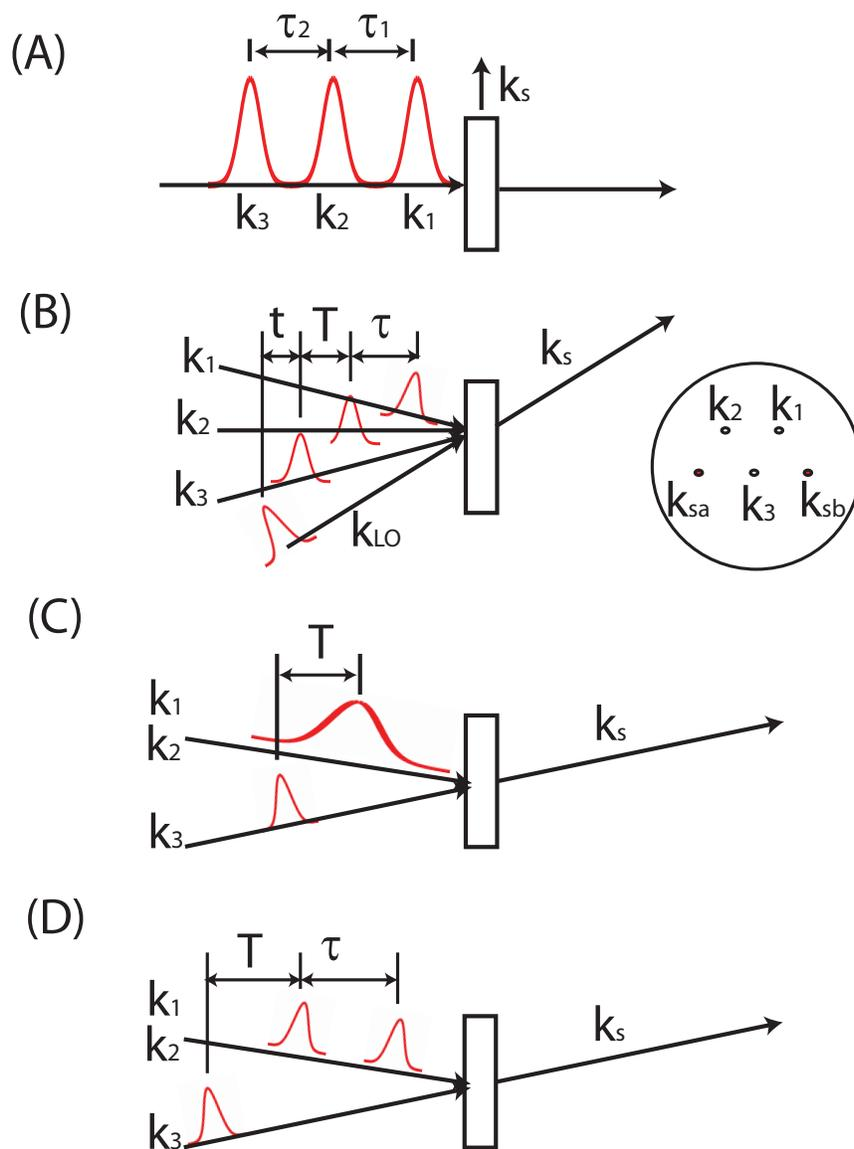 (A)
τ2 τ1
ks
k3 k2 k1
(B)
t T τ
k1
k2
k3
kLO
ks
k2 k1
ksa k3 ksb
(C)
T
k1
k2
k3
ks
(D)
T τ
k1
k2
k3
ks